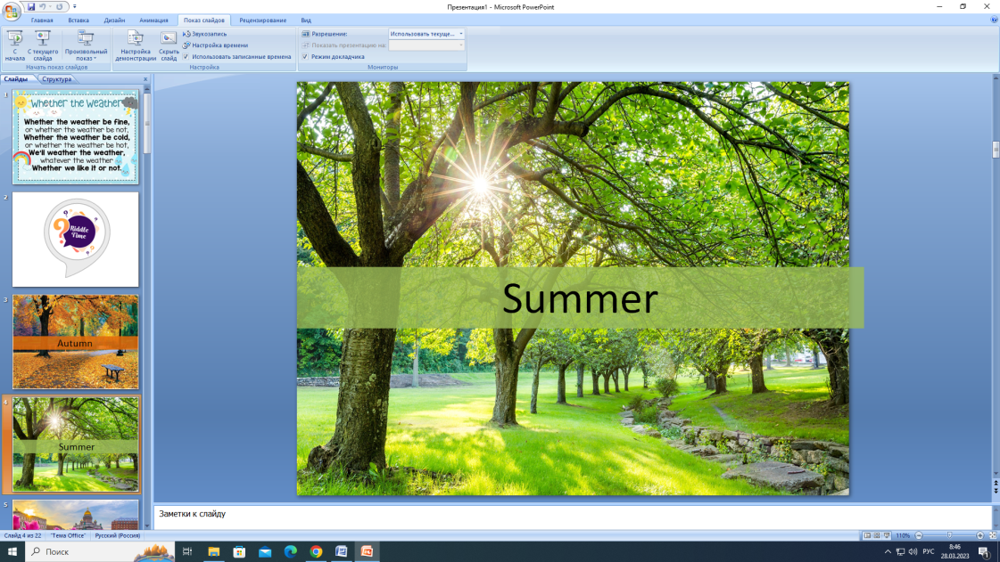 Презентация1 - Microsoft PowerPoint
Главная Вставка Дизайн Анимация Показ слайдов Рецензирование Вид
С начала
С текущего слайда
Произвольный показ
Начать показ слайдов
Настройка демонстрации
Скрыть слайд
Звукозапись
Настройка времени
Использовать записанные времена
Настройка
Разрешение: Использовать текуще...
Показать презентацию на:
Режим докладчика
Мониторы
Слайды Структура
1
Whether the Weather
Whether the weather be fine,
or whether the weather be not,
Whether the weather be cold,
or whether the weather be hot,
We'll weather the weather,
whatever the weather
Whether we like it or not.
2
Riddle
Time
3
Autumn
4
Summer
5
Summer
Заметки к слайду
Слайд 4 из 22 "Тема Office" Русский (Россия) 110%
Поиск
РУС
8:46
28.03.2023